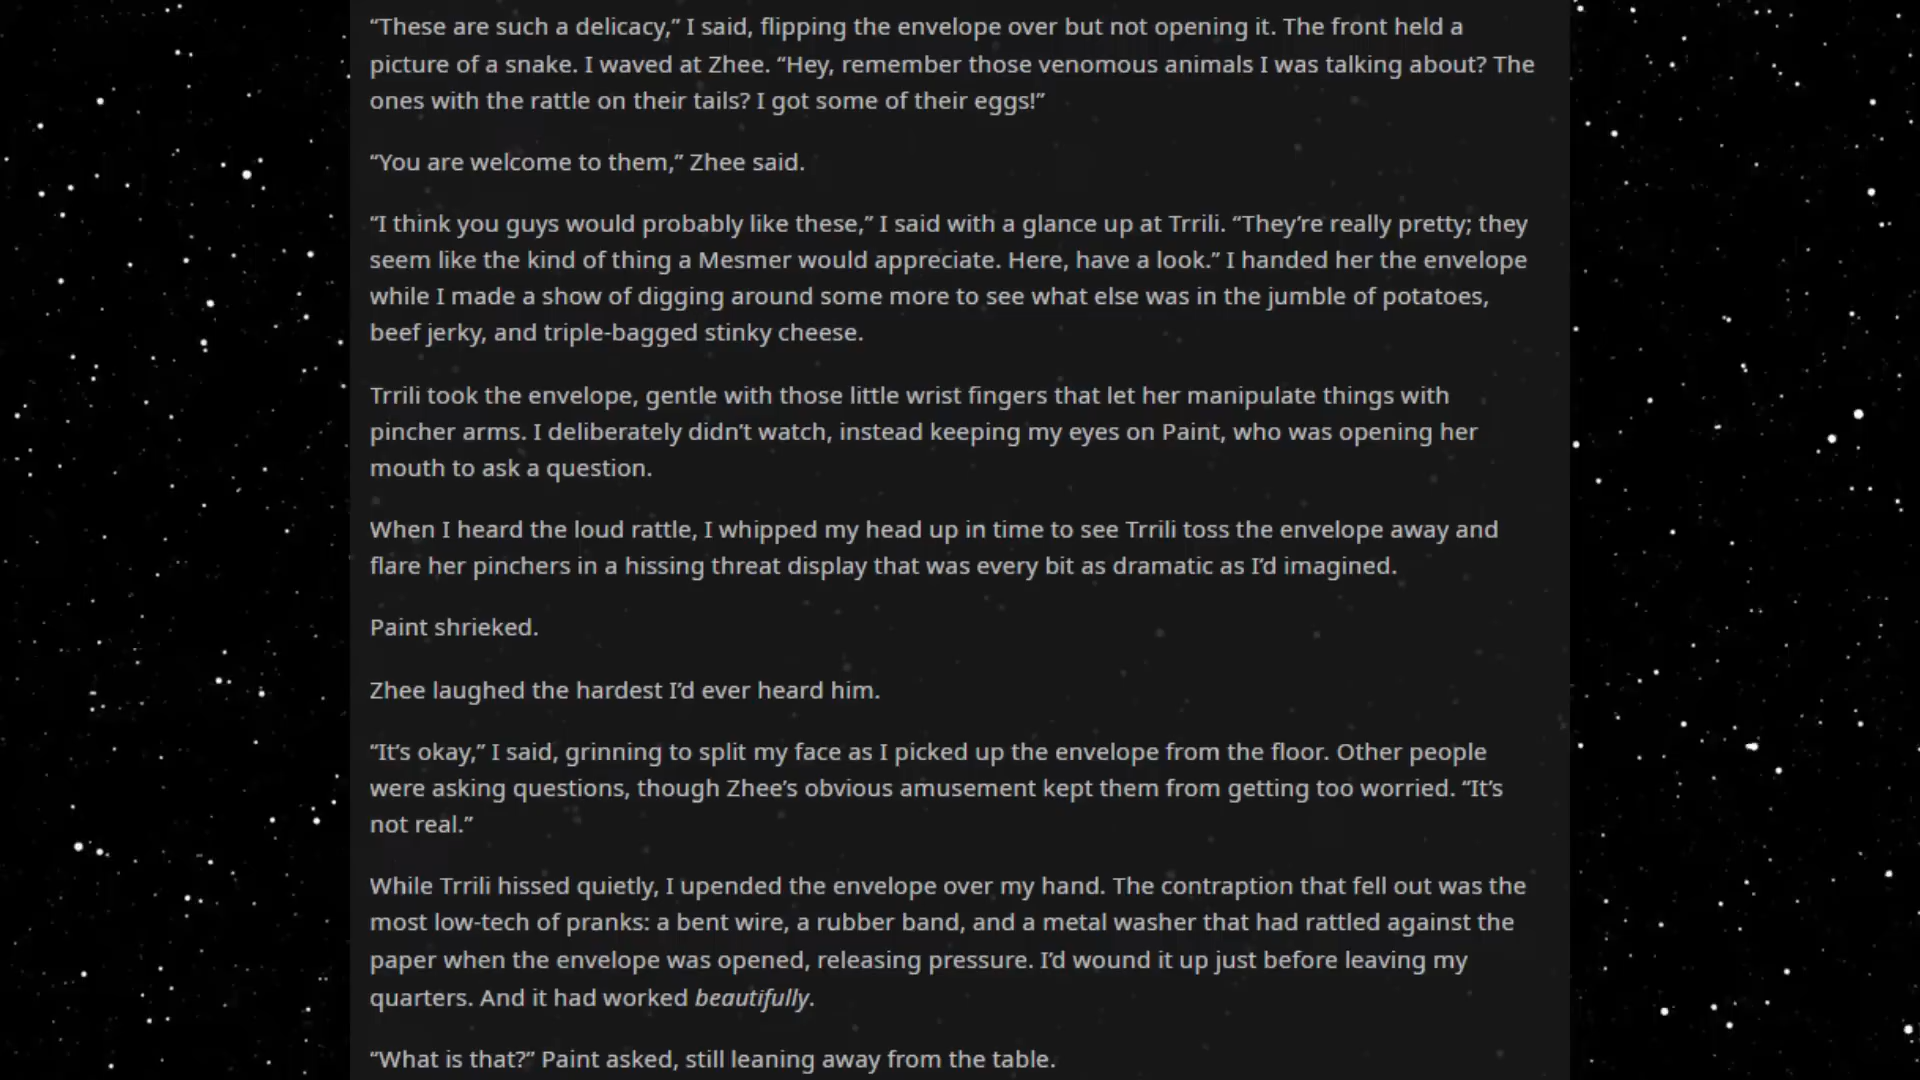 “These are such a delicacy,” I said, flipping the envelope over but not opening it. The front held a
picture of a snake. I waved at Zhee. “Hey, remember those venomous animals I was talking about? The
ones with the rattle on their tails? I got some of their eggs!”
“You are welcome to them,” Zhee said.
“I think you guys would probably like these,” I said with a glance up at Trrili. “They’re really pretty; they
seem like the kind of thing a Mesmer would appreciate. Here, have a look.” I handed her the envelope
while I made a show of digging around some more to see what else was in the jumble of potatoes,
beef jerky, and triple-bagged stinky cheese.
Trrili took the envelope, gentle with those little wrist fingers that let her manipulate things with
pincher arms. I deliberately didn’t watch, instead keeping my eyes on Paint, who was opening her
mouth to ask a question.
When I heard the loud rattle, I whipped my head up in time to see Trrili toss the envelope away and
flare her pinchers in a hissing threat display that was every bit as dramatic as I’d imagined.
Paint shrieked.
Zhee laughed the hardest I’d ever heard him.
“It’s okay,” I said, grinning to split my face as I picked up the envelope from the floor. Other people
were asking questions, though Zhee’s obvious amusement kept them from getting too worried. “It’s
not real.”
While Trrili hissed quietly, I upended the envelope over my hand. The contraption that fell out was the
most low-tech of pranks: a bent wire, a rubber band, and a metal washer that had rattled against the
paper when the envelope was opened, releasing pressure. I’d wound it up just before leaving my
quarters. And it had worked beautifully.
“What is that?” Paint asked, still leaning away from the table.